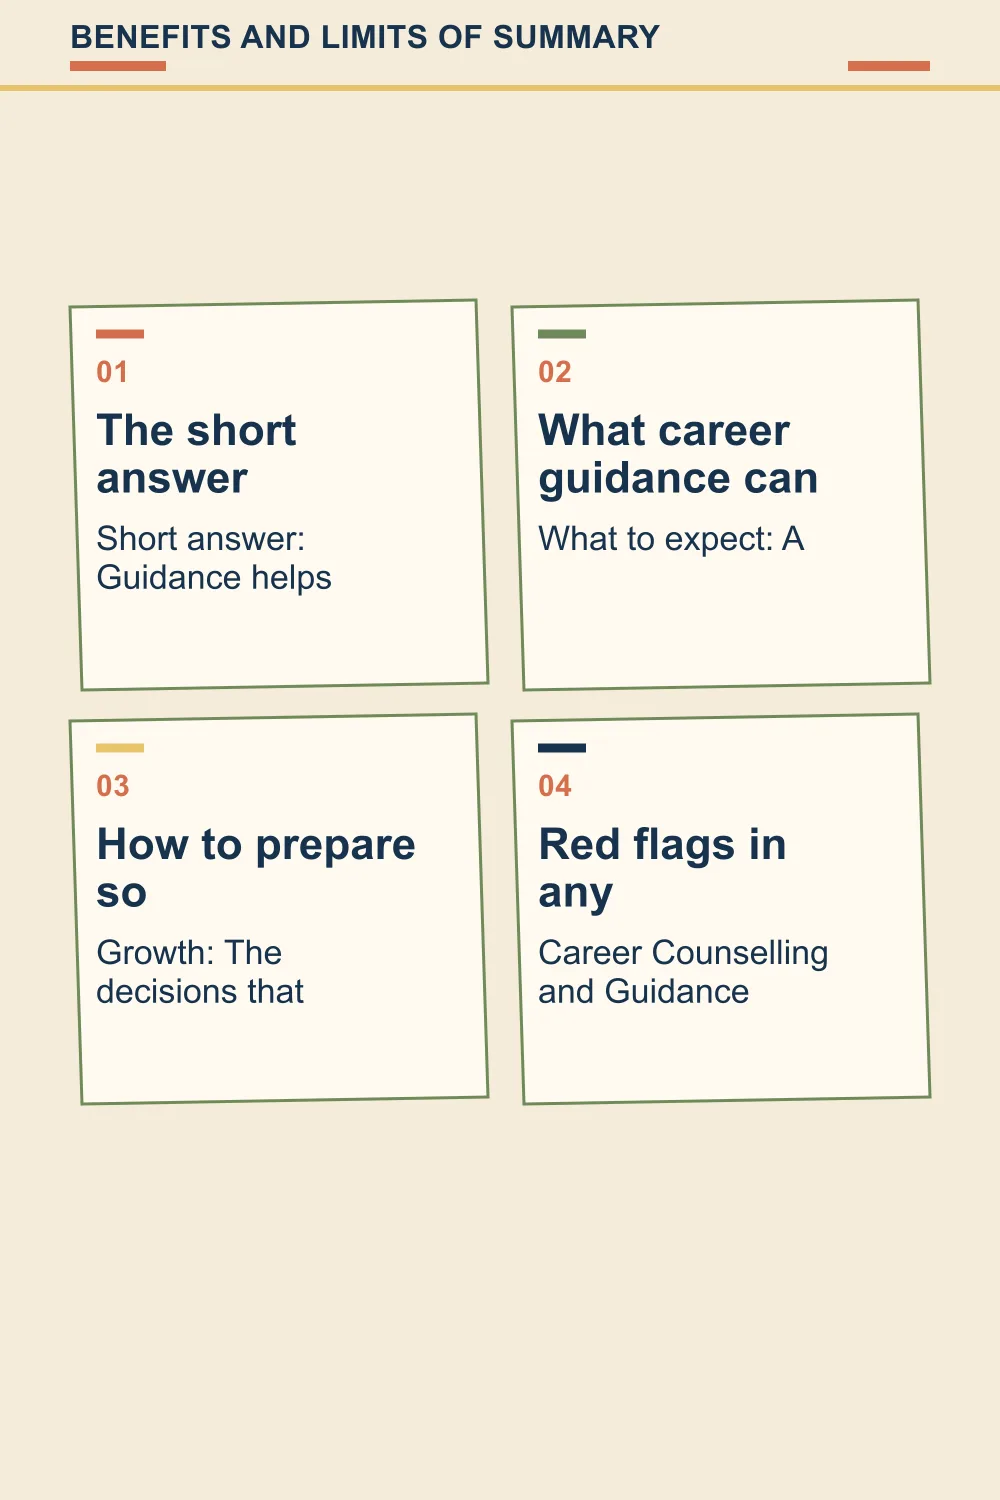 BENEFITS AND LIMITS OF SUMMARY
01
The short
answer
Short answer:
Guidance helps
02
What career
guidance can
What to expect: A
03
How to prepare
so
Growth: The
decisions that
04
Red flags in
any
Career Counselling
and Guidance